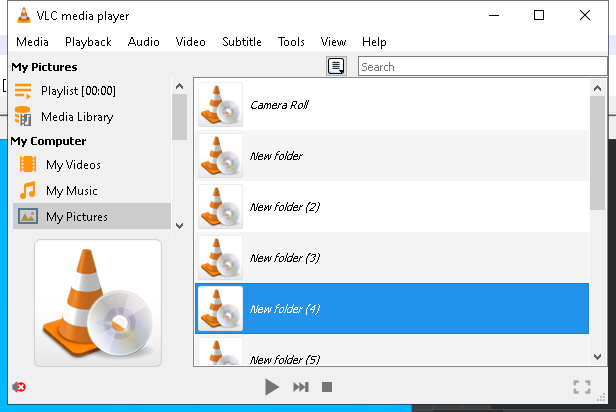 VLC media player
Media Playback Audio Video Subtitle Tools View Help
My Pictures
Search
Playlist [00:00]
Media Library
My Computer
My Videos
My Music
My Pictures
Camera Roll
New folder
New folder (2)
New folder (3)
New folder (4)
New folder (5)